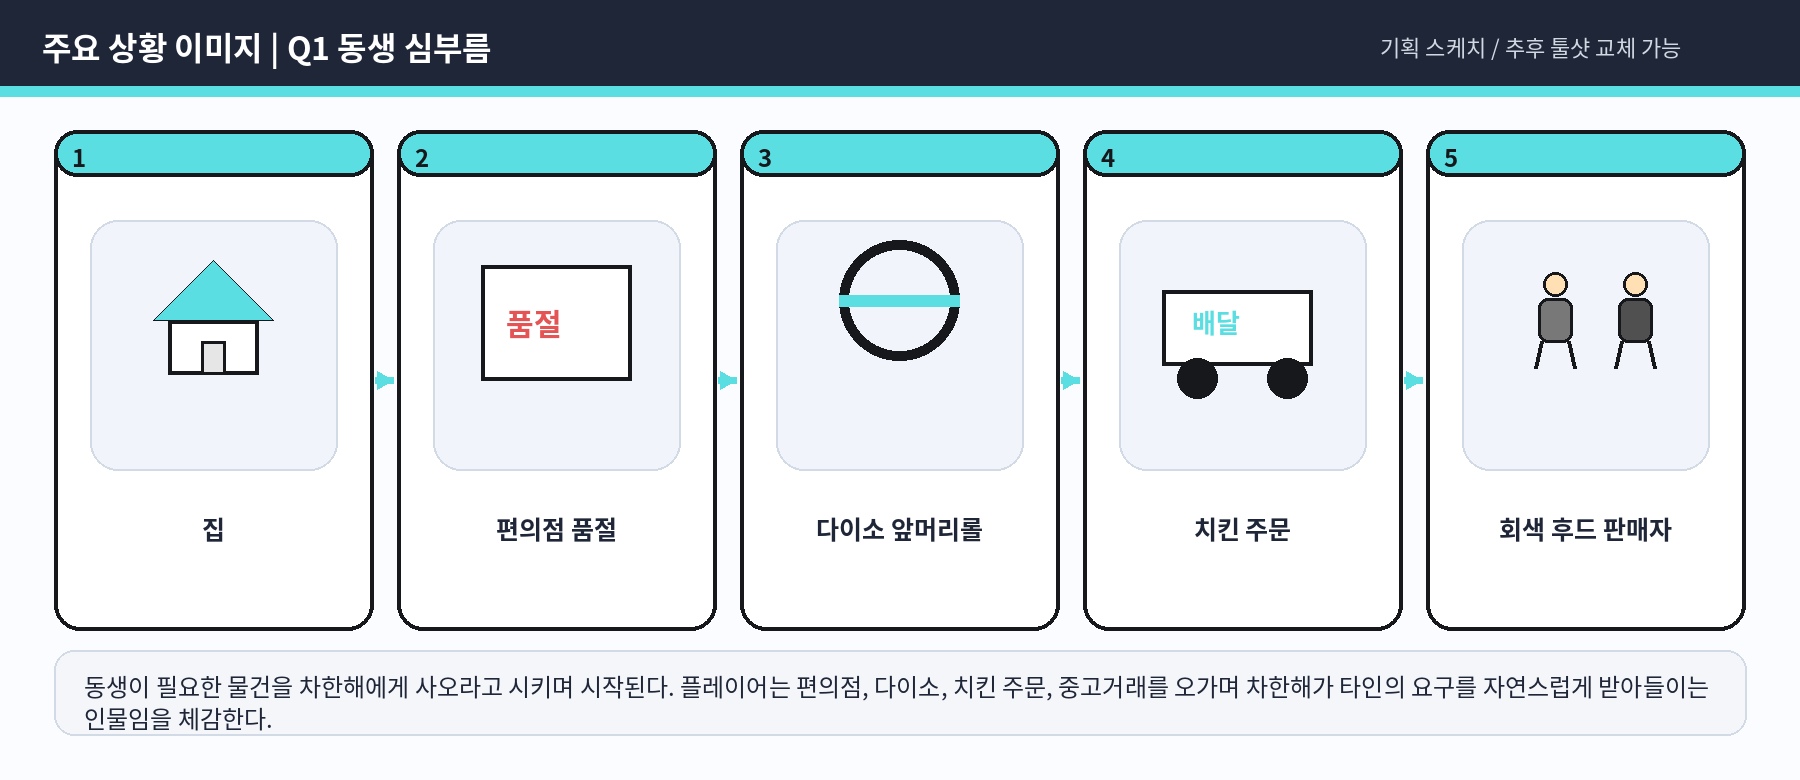 주요 상황 이미지 | Q1 동생 심부름
기획 스케치 / 추후 툴샷 교체 가능
1
2
3
4
5
품절
배달
집
편의점 품절
다이소 앞머리롤
치킨 주문
회색 후드 판매자
동생이 필요한 물건을 차한해에게 사오라고 시키며 시작된다. 플레이어는 편의점, 다이소, 치킨 주문, 중고거래를 오가며 차한해가 타인의 요구를 자연스럽게 받아들이는
인물임을 체감한다.